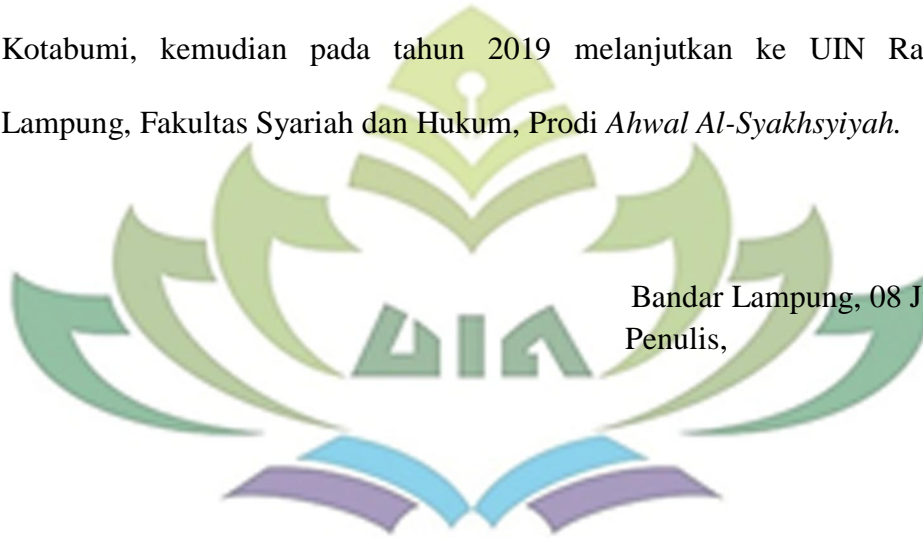 Kotabumi, kemudian pada tahun 2019 melanjutkan ke UIN Ra
Lampung, Fakultas Syariah dan Hukum, Prodi Ahwal Al-Syakhsyiyah.
Bandar Lampung, 08 J
Penulis,
UIN